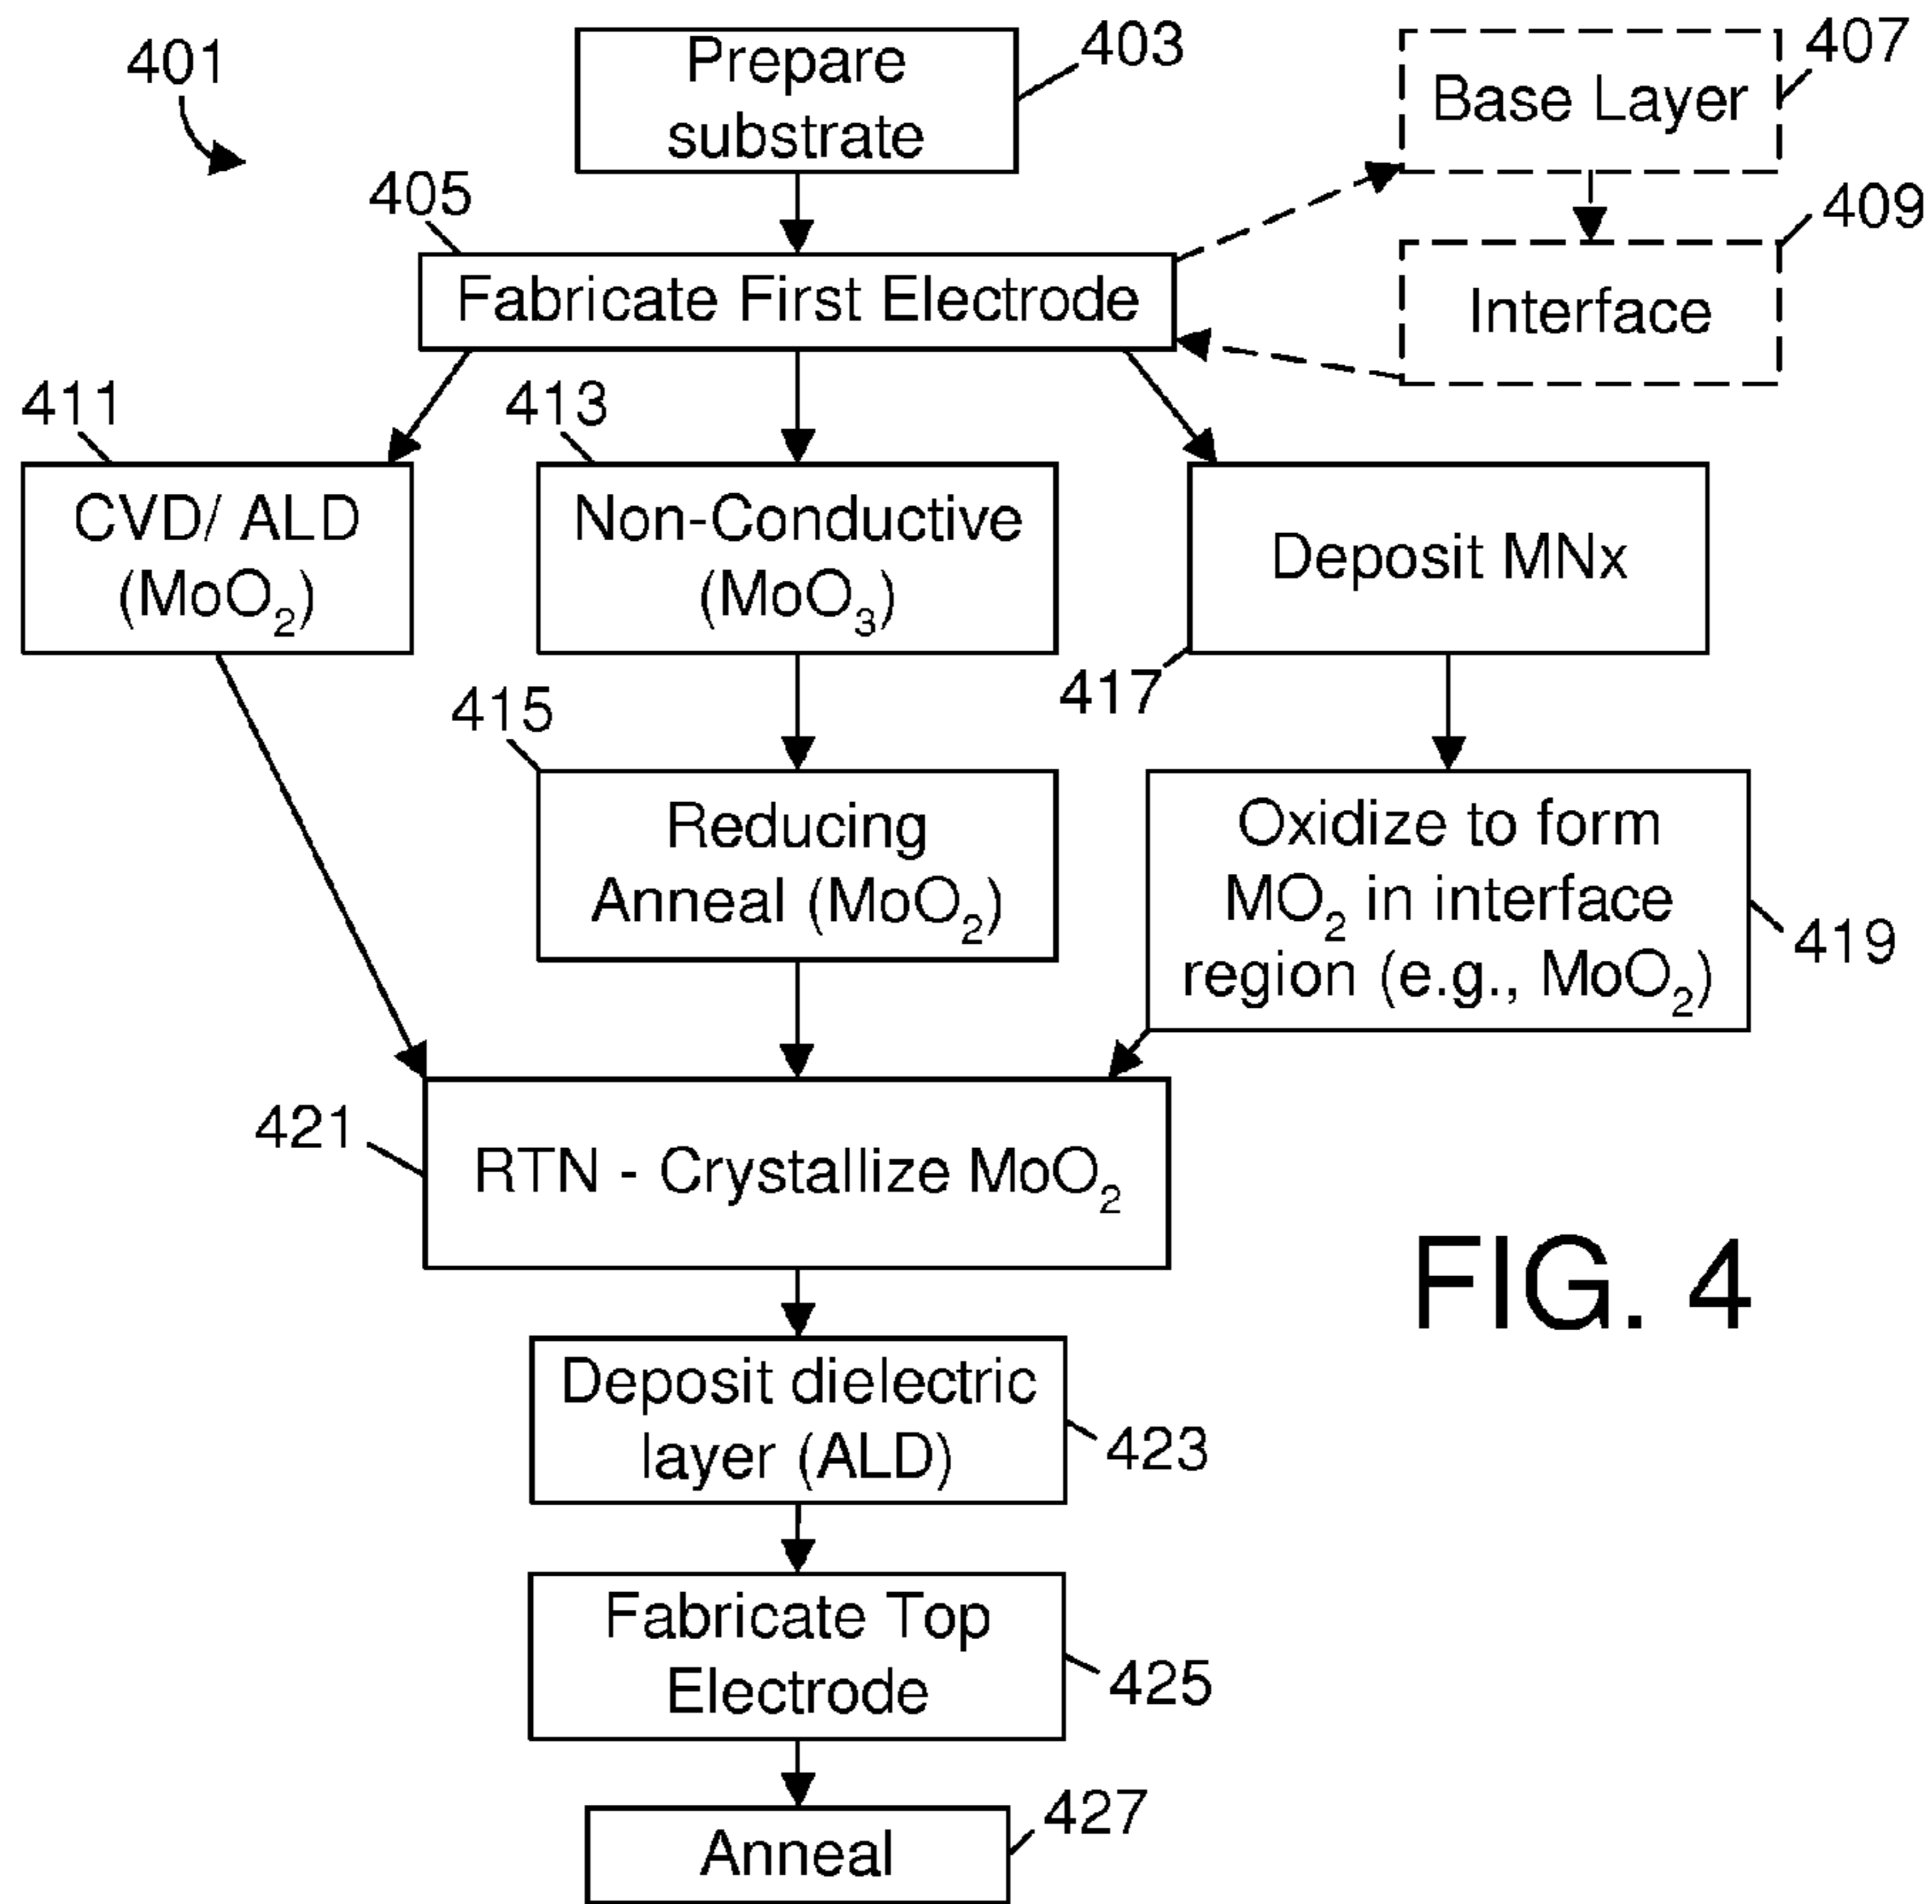 401
Prepare
substrate
403
Base Layer
407
405
Fabricate First Electrode
Interface
409
411
CVD/ ALD
(MoO₂)
413
Non-Conductive
(MoO₃)
Deposit MNx
417
415
Reducing
Anneal (MoO₂)
Oxidize to form
MO₂ in interface
region (e.g., MoO₂)
419
421
RTN - Crystallize MoO₂
FIG. 4
Deposit dielectric
layer (ALD)
423
Fabricate Top
Electrode
425
Anneal
427